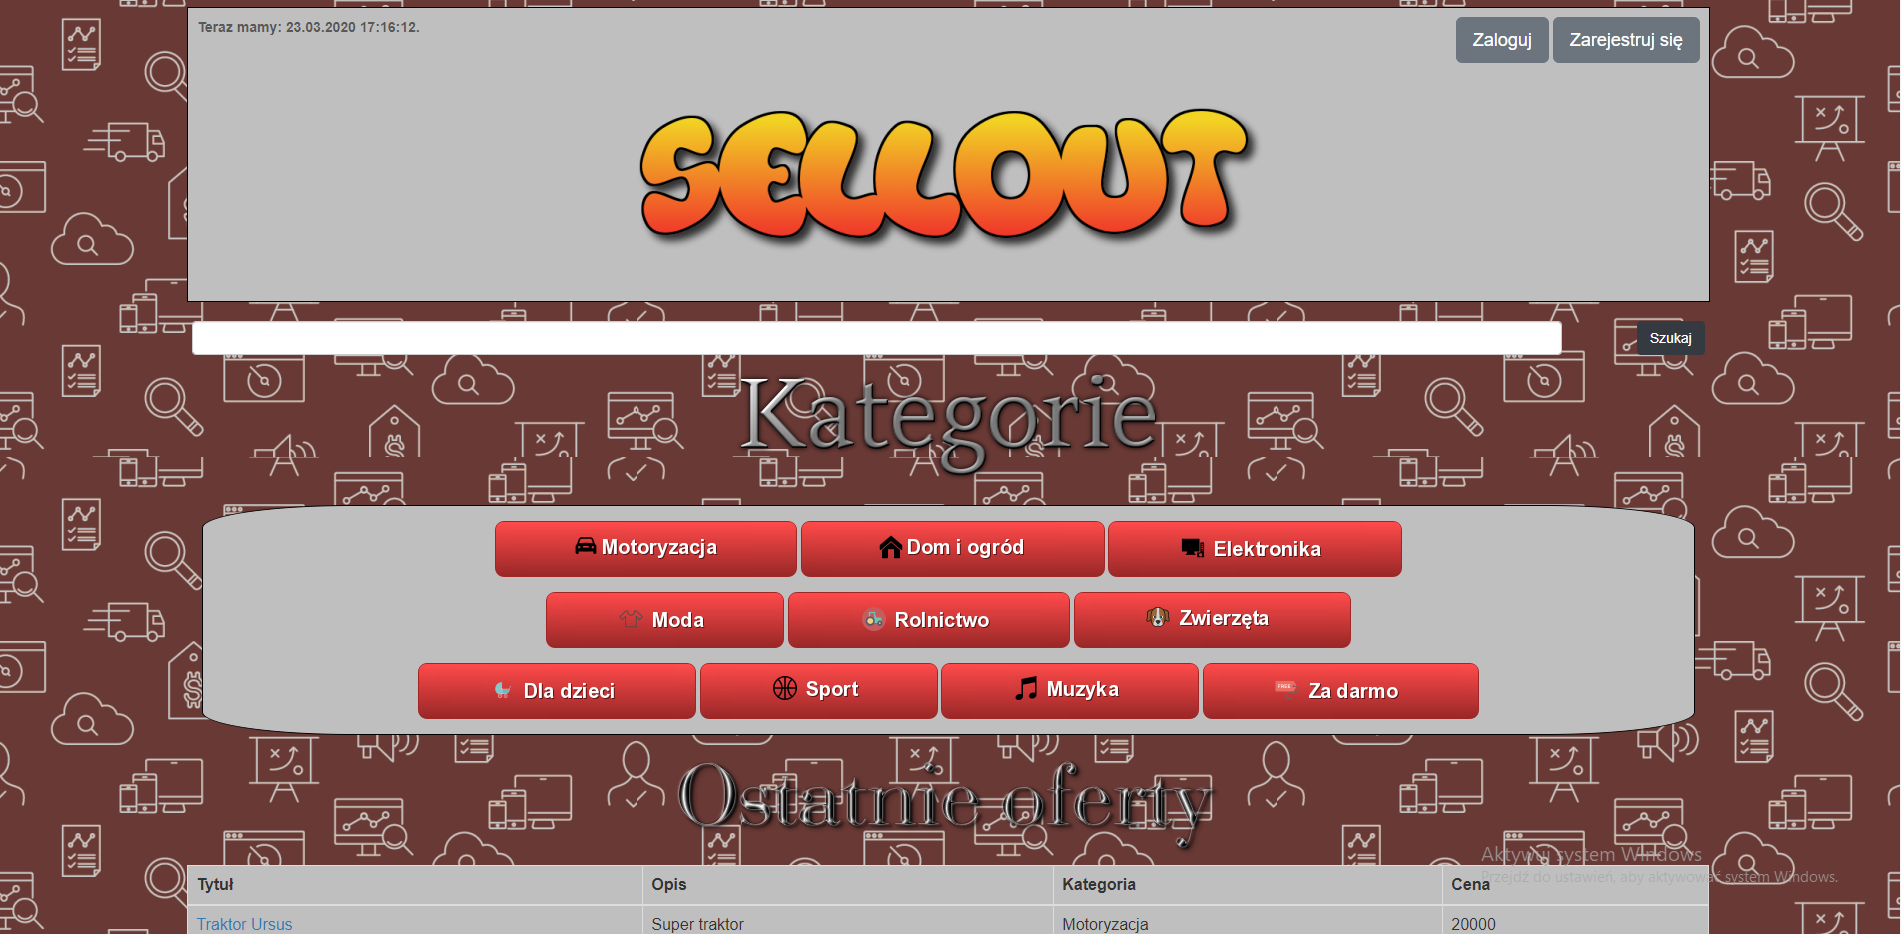 Teraz mamy: 23.03.2020 17:16:12.
Zaloguj Zarejestruj się
SELLOUT
Szukaj
Kategorie
Motoryzacja Dom i ogród Elektronika
Moda Rolnictwo Zwierzęta
Dla dzieci Sport Muzyka FREE Za darmo
Ostatnie oferty
Aktywuj system Windows
Przejdź do ustawień, aby aktywować system Windows.
Tytuł Opis Kategoria Cena
Traktor Ursus Super traktor Motoryzacja 20000